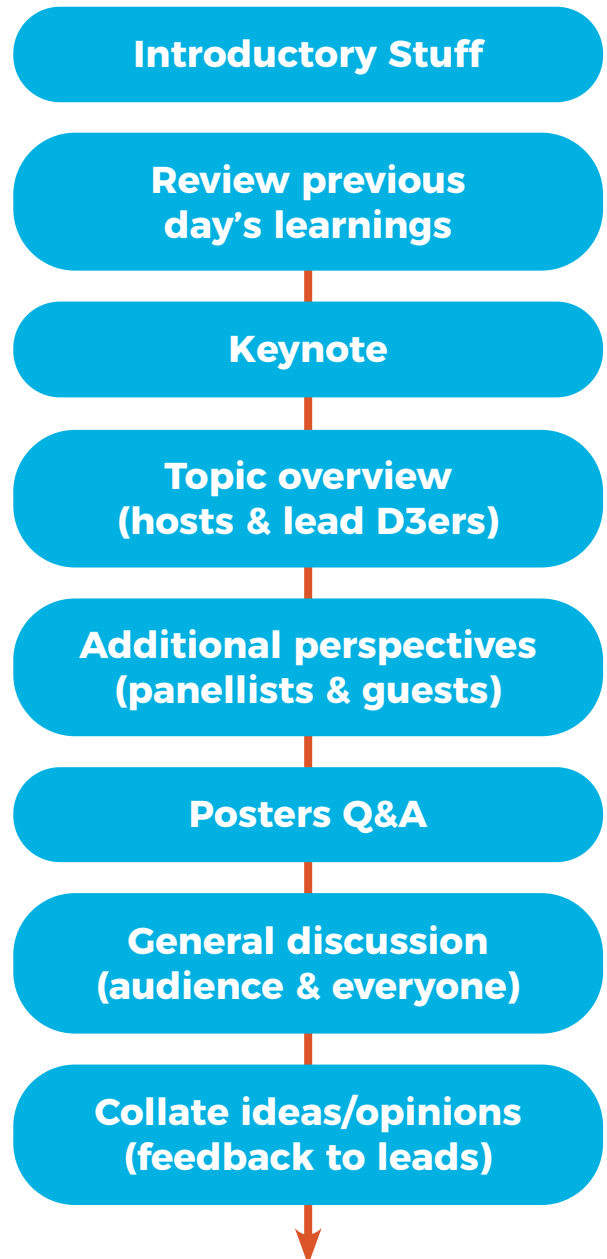 Introductory Stuff
Review previous
day’s learnings
Keynote
Topic overview
(hosts & lead D3ers)
Additional perspectives
(panellists & guests)
Posters Q&A
General discussion
(audience & everyone)
Collate ideas/opinions
(feedback to leads)